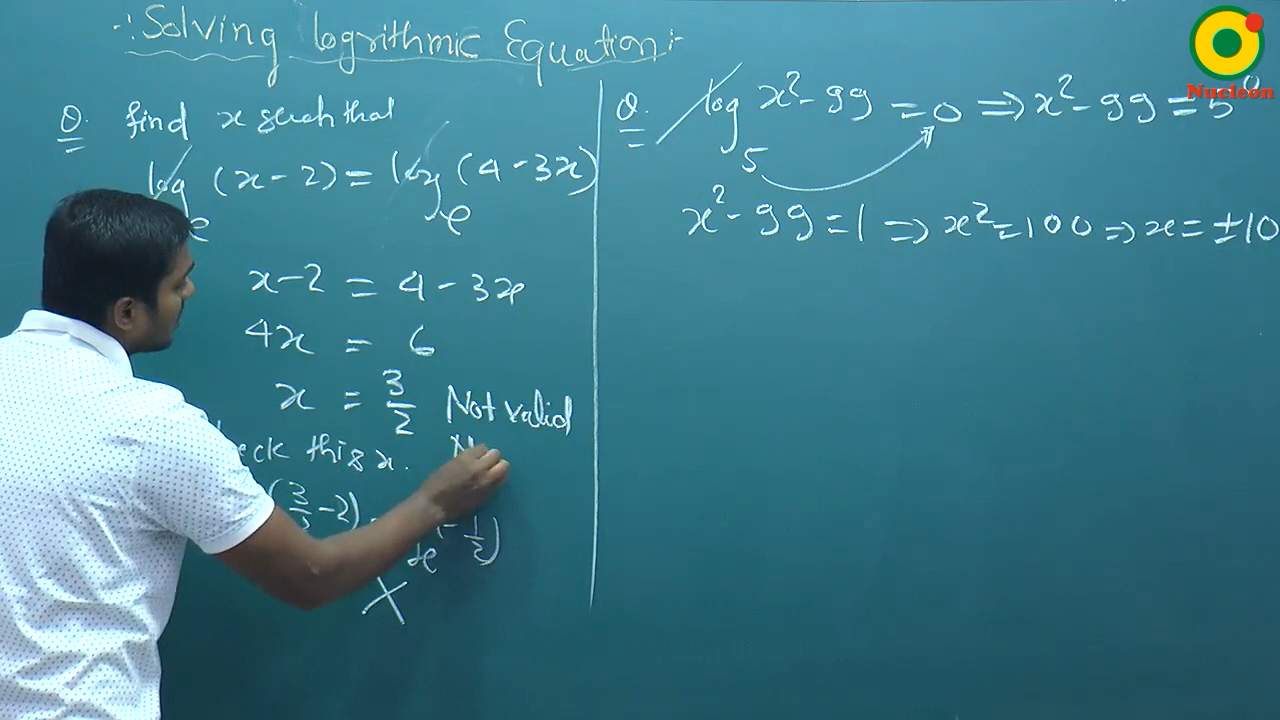 ∴ Solving logrithmic Equation :-
Q. find x such that
log e (x-2) = log e (4-3x)
x-2 = 4-3x
4x = 6
x = 3/2 Not valid
this x.
(3/2 -2) = (-1/2)
X
Q. log 5 x²-99 = 0 ⇒ x²-99 = 5⁰
x²-99 = 1 ⇒ x² = 100 ⇒ x = ±10
Nucleon